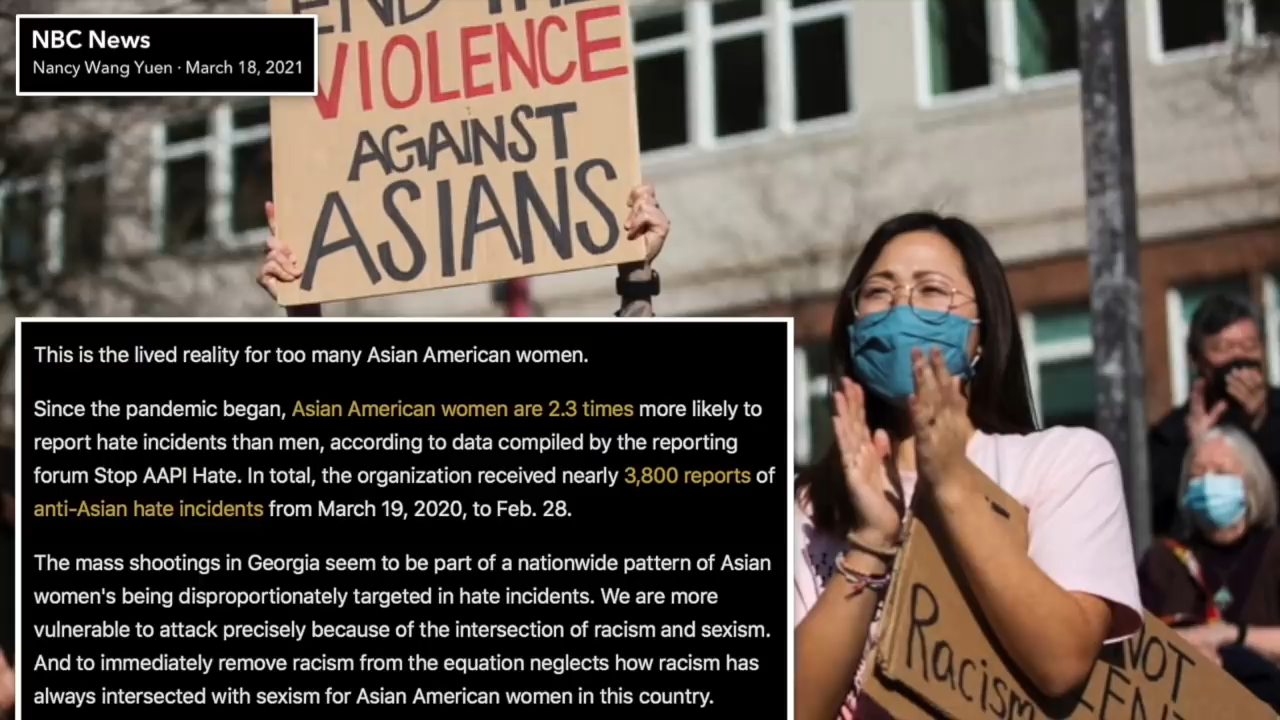 NBC News
Nancy Wang Yuen · March 18, 2021
END THE
VIOLENCE
AGAINST
ASIANS
This is the lived reality for too many Asian American women.
Since the pandemic began, Asian American women are 2.3 times more likely to
report hate incidents than men, according to data compiled by the reporting
forum Stop AAPI Hate. In total, the organization received nearly 3,800 reports of
anti-Asian hate incidents from March 19, 2020, to Feb. 28.
The mass shootings in Georgia seem to be part of a nationwide pattern of Asian
women's being disproportionately targeted in hate incidents. We are more
vulnerable to attack precisely because of the intersection of racism and sexism.
And to immediately remove racism from the equation neglects how racism has
always intersected with sexism for Asian American women in this country.
Racism
NOT